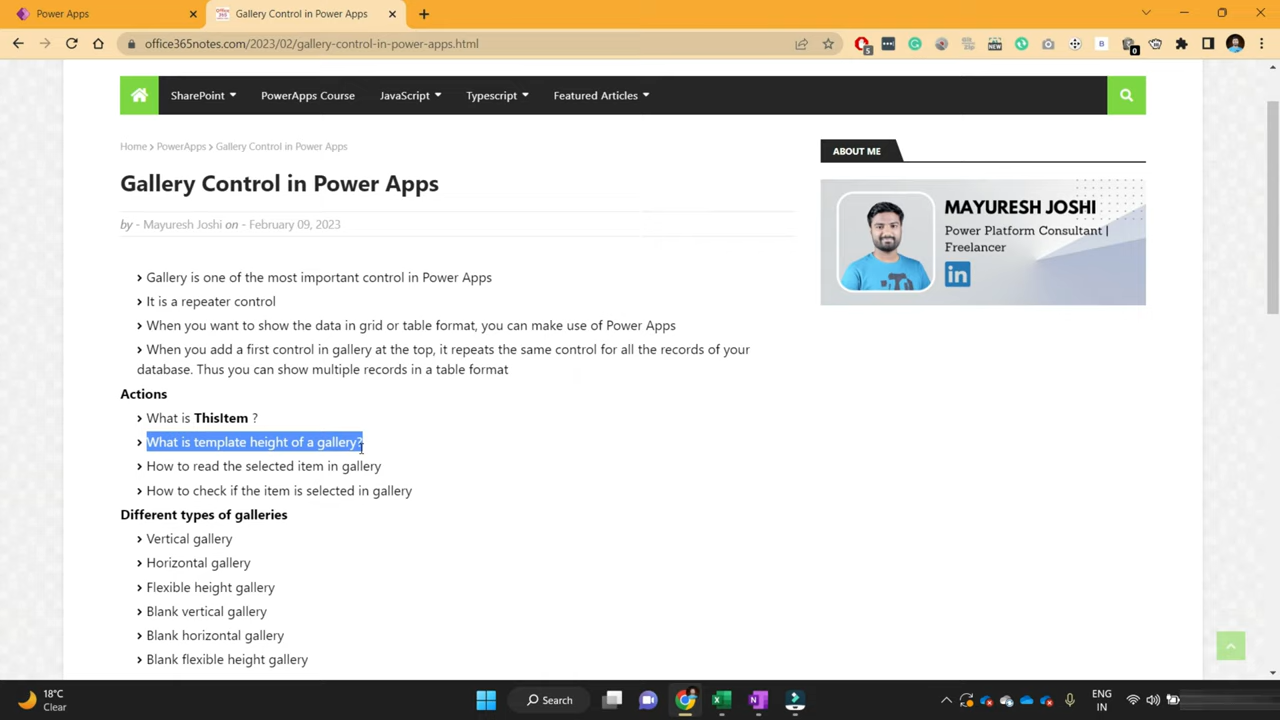 Power Apps
Gallery Control in Power Apps
office365notes.com/2023/02/gallery-control-in-power-apps.html
5
NEW
B
0
SharePoint
PowerApps Course
JavaScript
Typescript
Featured Articles
Home > PowerApps > Gallery Control in Power Apps
ABOUT ME
Gallery Control in Power Apps
MAYURESH JOSHI
Power Platform Consultant |
Freelancer
in
by - Mayuresh Joshi on - February 09, 2023
Gallery is one of the most important control in Power Apps
It is a repeater control
When you want to show the data in grid or table format, you can make use of Power Apps
When you add a first control in gallery at the top, it repeats the same control for all the records of your
database. Thus you can show multiple records in a table format
Actions
What is ThisItem ?
What is template height of a gallery?
How to read the selected item in gallery
How to check if the item is selected in gallery
Different types of galleries
Vertical gallery
Horizontal gallery
Flexible height gallery
Blank vertical gallery
Blank horizontal gallery
Blank flexible height gallery
18°C
Clear
Search
ENG
IN